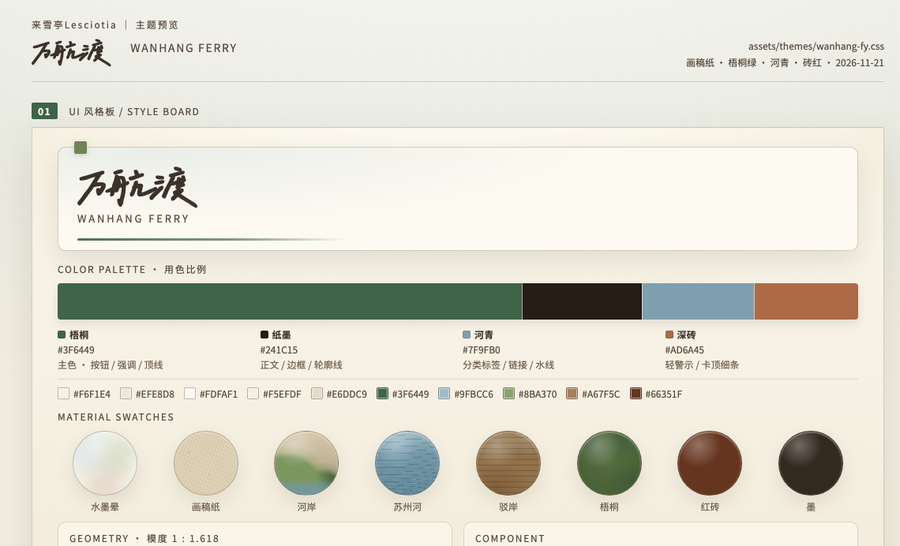 来雪亭Lesciotia ｜ 主题预览
万航渡 WANHANG FERRY
assets/themes/wanhang-fy.css
画稿纸 · 梧桐绿 · 河青 · 砖红 · 2026-11-21
01 UI 风格板 / STYLE BOARD
万航渡
WANHANG FERRY
COLOR PALETTE · 用色比例
梧桐 纸墨 河青 深砖
#3F6449 #241C15 #7F9FB0 #AD6A45
主色 · 按钮 / 强调 / 顶线 正文 / 边框 / 轮廓线 分类标签 / 链接 / 水线 轻警示 / 卡顶细条
#F6F1E4 #EFE8D8 #FDFAF1 #F5EFDF #E6DDC9 #3F6449 #9FBCC6 #8BA370 #A67F5C #66351F
MATERIAL SWATCHES
水墨晕 画稿纸 河岸 苏州河 驳岸 梧桐 红砖 墨
GEOMETRY · 模度 1 : 1.618 COMPONENT